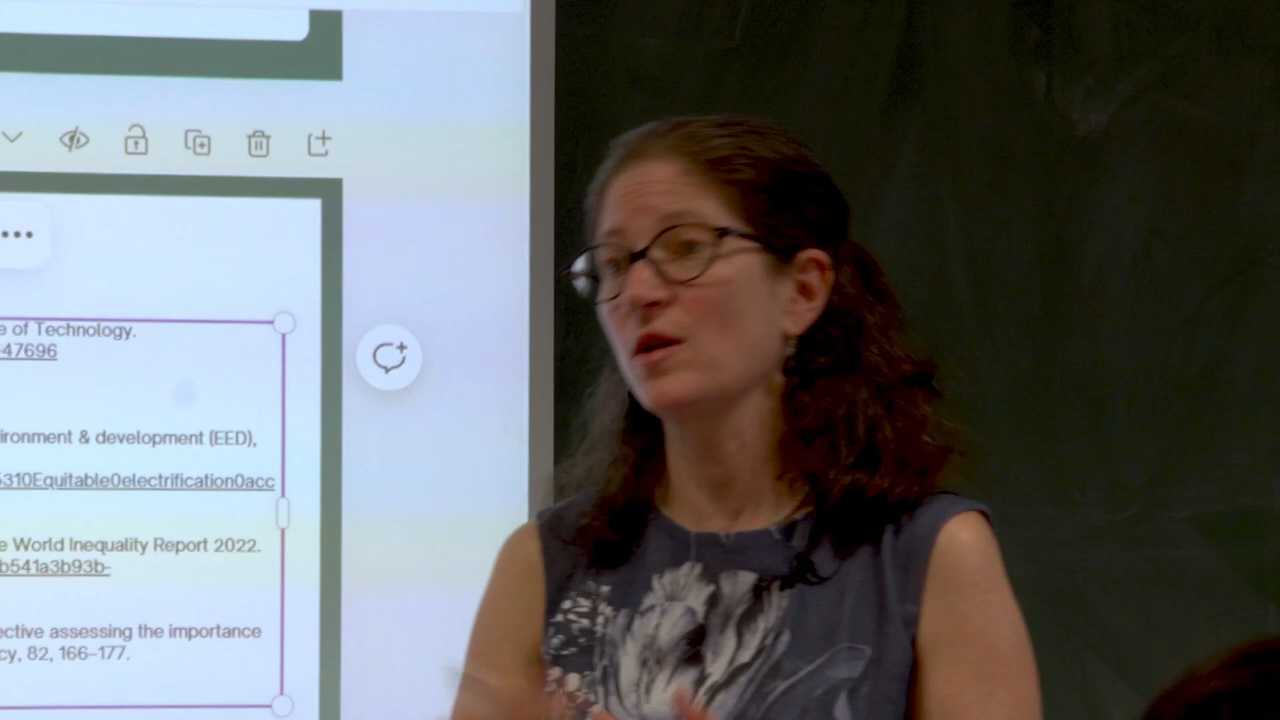 e of Technology.
47696
ironment & development (EED),
5310Equitable0electrification0acc
e World Inequality Report 2022.
b541a3b93b-
ective assessing the importance
cy, 82, 166–177.